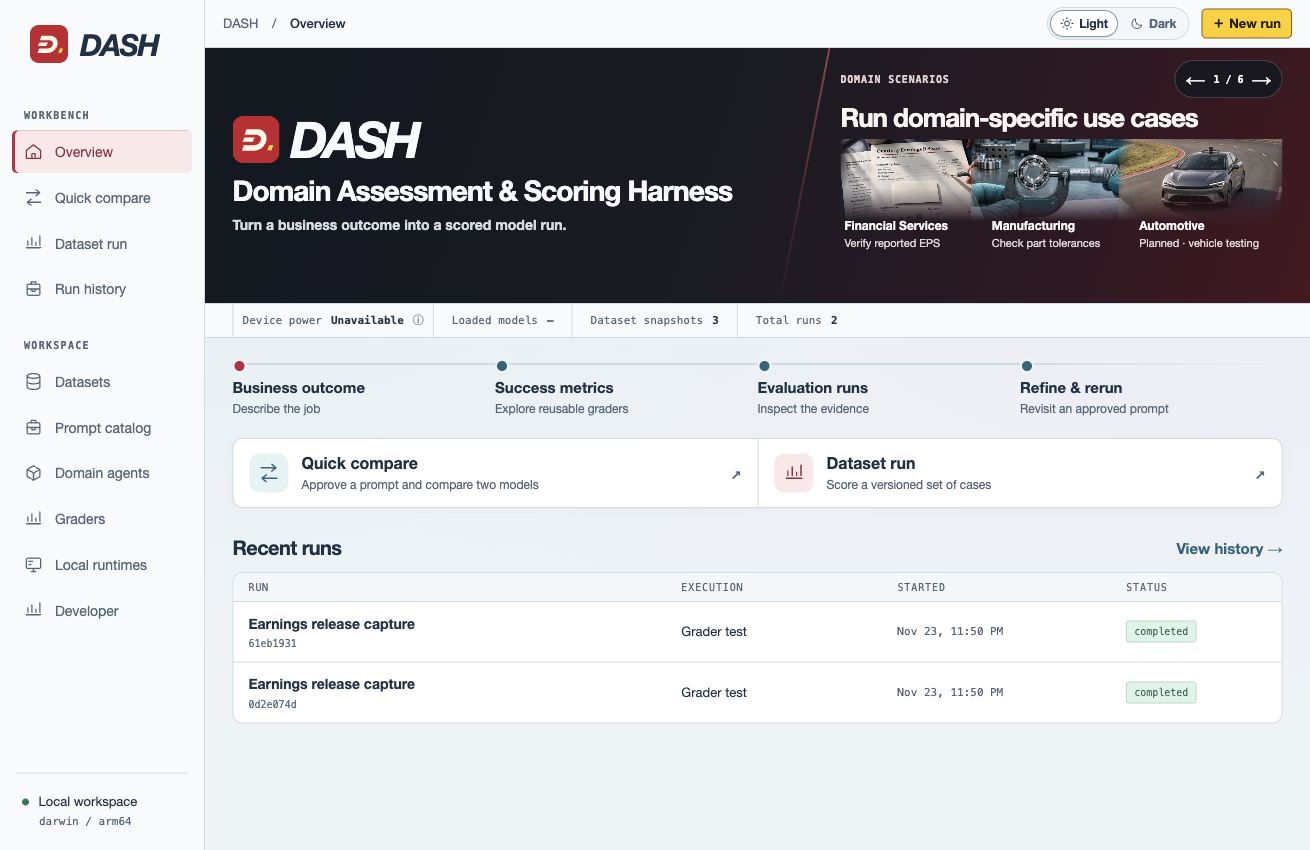 D.
DASH
WORKBENCH
Overview
Quick compare
Dataset run
Run history
WORKSPACE
Datasets
Prompt catalog
Domain agents
Graders
Local runtimes
Developer
Local workspace
darwin / arm64
DASH / Overview
Light
Dark
+ New run
D.
DASH
Domain Assessment & Scoring Harness
Turn a business outcome into a scored model run.
DOMAIN SCENARIOS
← 1 / 6 →
Run domain-specific use cases
Financial Services
Verify reported EPS
Manufacturing
Check part tolerances
Automotive
Planned · vehicle testing
Device power Unavailable ⓘ
Loaded models –
Dataset snapshots 3
Total runs 2
Business outcome
Describe the job
Success metrics
Explore reusable graders
Evaluation runs
Inspect the evidence
Refine & rerun
Revisit an approved prompt
Quick compare
Approve a prompt and compare two models
↗
Dataset run
Score a versioned set of cases
↗
Recent runs
View history →
RUN EXECUTION STARTED STATUS
Earnings release capture
61eb1931
Grader test
Nov 23, 11:50 PM
completed
Earnings release capture
0d2e074d
Grader test
Nov 23, 11:50 PM
completed